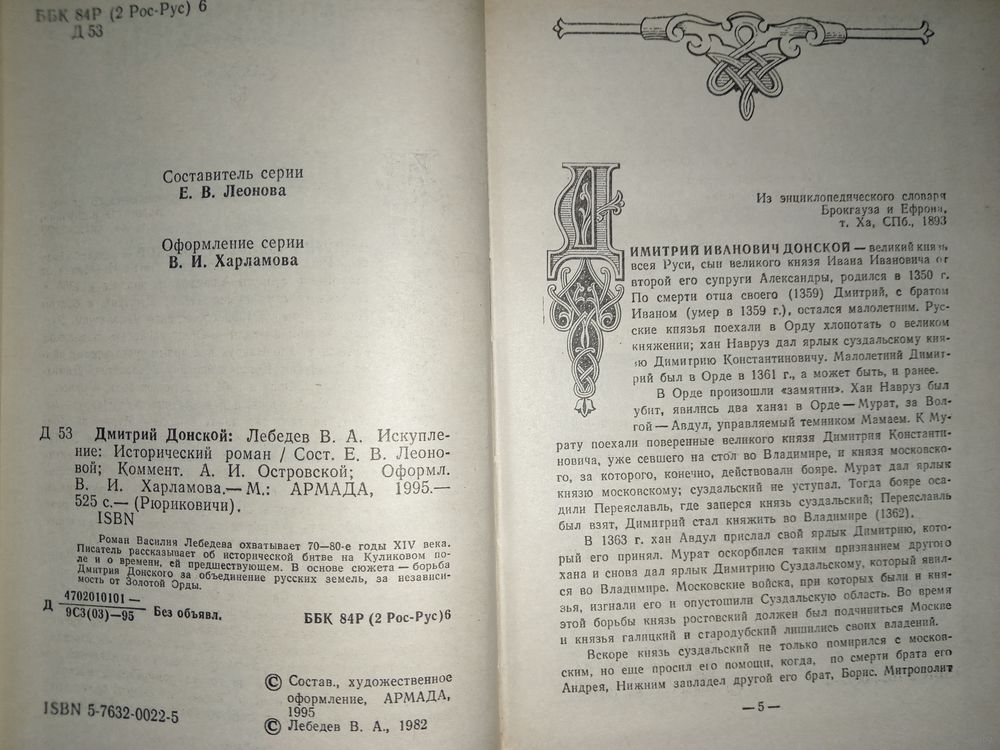 ББК 84Р (2 Рос-Рус) 6
Д 53
Составитель серии
Е. В. Леонова
Оформление серии
В. И. Харламова
Д 53 Дмитрий Донской: Лебедев В. А. Искупле-
ние: Исторический роман / Сост. Е. В. Леоно-
вой; Коммент. А. И. Островской; Оформл.
В. И. Харламова.— М.: АРМАДА, 1995.—
525 с.— (Рюриковичи).
ISBN
Роман Василия Лебедева охватывает 70—80-е годы XIV века.
Писатель рассказывает об исторической битве на Куликовом по-
ле и о времени, ей предшествующем. В основе сюжета — борьба
Дмитрия Донского за объединение русских земель, за независи-
мость от Золотой Орды.
Д 4702010101 —
9С3(03)—95 Без объявл.
ББК 84Р (2 Рос-Рус)6
ISBN 5-7632-0022-5
© Состав., художественное
оформление, АРМАДА,
1995
© Лебедев В. А., 1982
Из энциклопедического словаря
Брокгауза и Ефрона,
т. Ха, СПб., 1893
ДИМИТРИЙ ИВАНОВИЧ ДОНСКОЙ — великий князь
всея Руси, сын великого князя Ивана Ивановича от
второй его супруги Александры, родился в 1350 г.
По смерти отца своего (1359) Дмитрий, с братом
Иваном (умер в 1359 г.), остался малолетним. Рус-
ские князья поехали в Орду хлопотать о великом
княжении; хан Навруз дал ярлык суздальскому кня-
зю Димитрию Константиновичу. Малолетний Димит-
рий был в Орде в 1361 г., а может быть, и ранее.
В Орде произошли «замятни». Хан Навруз был
убит, явились два хана: в Орде — Мурат, за Вол-
гой — Авдул, управляемый темником Мамаем. К Му-
рату поехали поверенные великого князя Димитрия Константи-
новича, уже севшего на стол во Владимире, и князя московско-
го, за которого, конечно, действовали бояре. Мурат дал ярлык
князю московскому; суздальский не уступал. Тогда бояре оса-
дили Переяславль, где заперся князь суздальский; Переяславль
был взят, Димитрий стал княжить во Владимире (1362).
В 1363 г. хан Авдул прислал свой ярлык Димитрию, кото-
рый его принял. Мурат оскорбился таким признанием другого
хана и снова дал ярлык Димитрию Суздальскому, который явил-
ся во Владимире. Московские войска, при которых были и кня-
зья, изгнали его и опустошили Суздальскую область. Во время
этой борьбы князь ростовский должен был подчиниться Москве
и князья галицкий и стародубский лишились своих владений.
Вскоре князь суздальский не только помирился с москов-
ским, но еще просил его помощи, когда, по смерти брата его
Андрея, Нижним завладел другой его брат, Борис. Митрополит
— 5 —